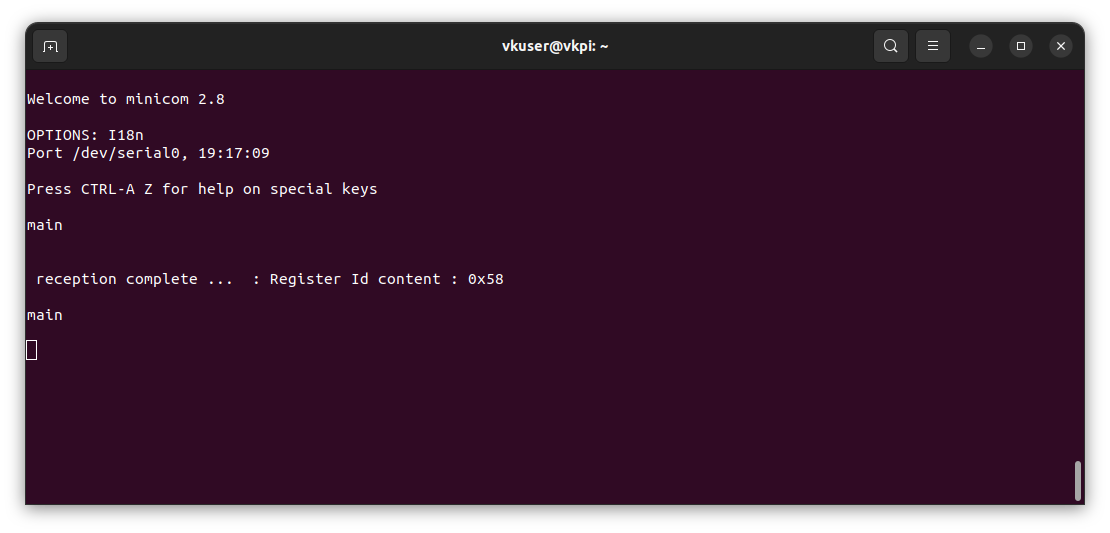 vkuser@vkpi: ~
Welcome to minicom 2.8
OPTIONS: I18n
Port /dev/serial0, 19:17:09
Press CTRL-A Z for help on special keys
main
reception complete ...  : Register Id content : 0x58
main